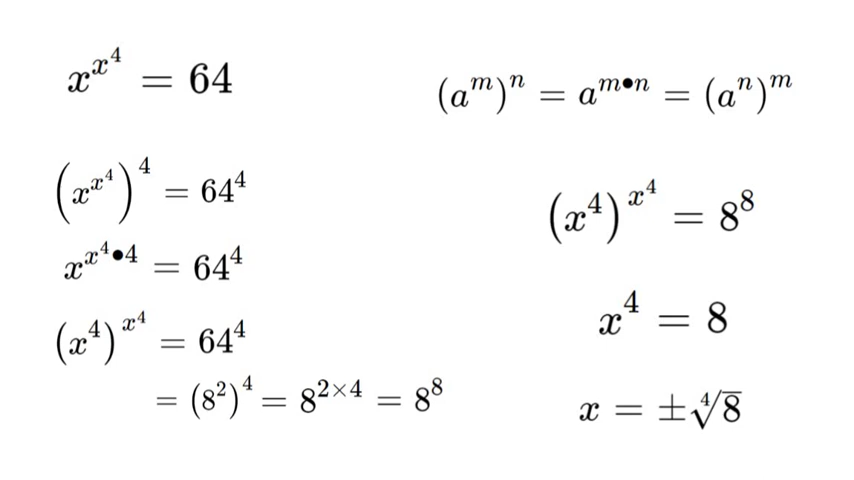 x^{x^4} = 64
(x^{x^4})^4 = 64^4
x^{x^4•4} = 64^4
(x^4)^{x^4} = 64^4
= (8^2)^4 = 8^{2×4} = 8^8
(a^m)^n = a^{m•n} = (a^n)^m
(x^4)^{x^4} = 8^8
x^4 = 8
x = ±∜8